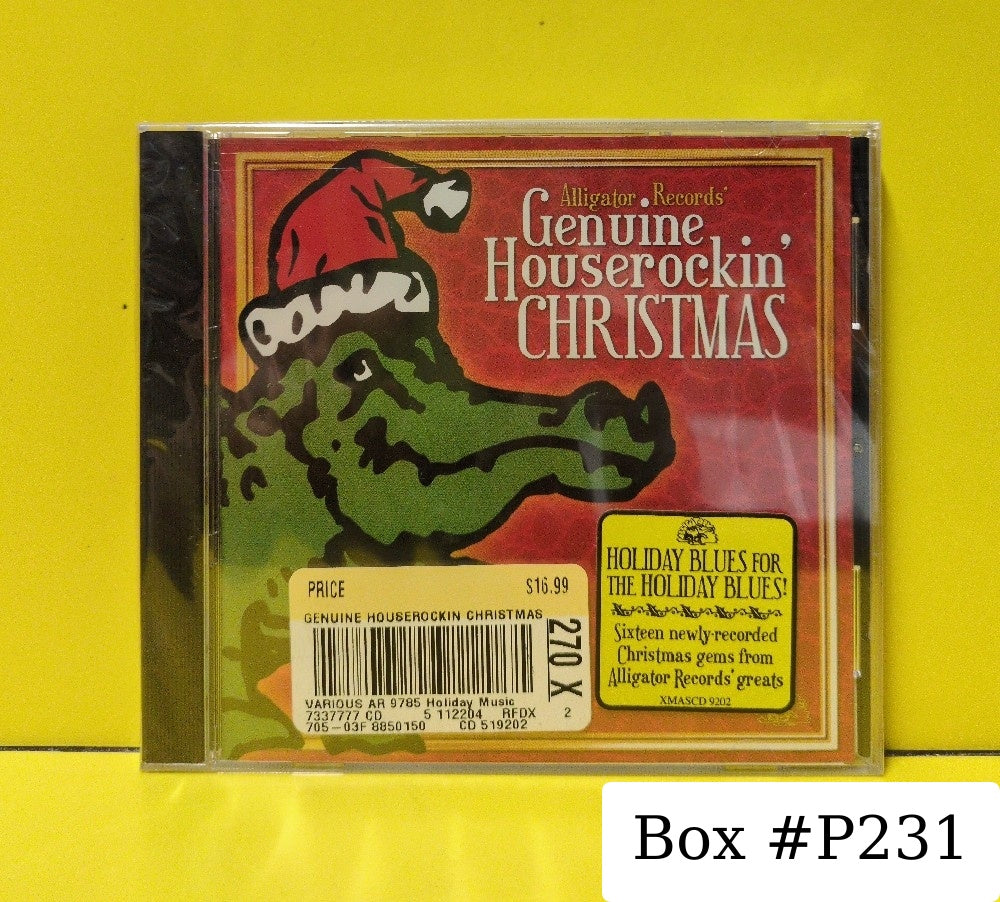 Alligator Records'
Genuine
Houserockin'
CHRISTMAS
HOLIDAY BLUES FOR
THE HOLIDAY BLUES!
Sixteen newly-recorded
Christmas gems from
Alligator Records' greats
XMASCD 9202
PRICE $16.99
GENUINE HOUSEROCKIN CHRISTMAS
270 X
VARIOUS AR 9785 Holiday Music
7337777 CD 5 112204 RFDX 2
705-03F 8850150 CD 519202
Box #P231